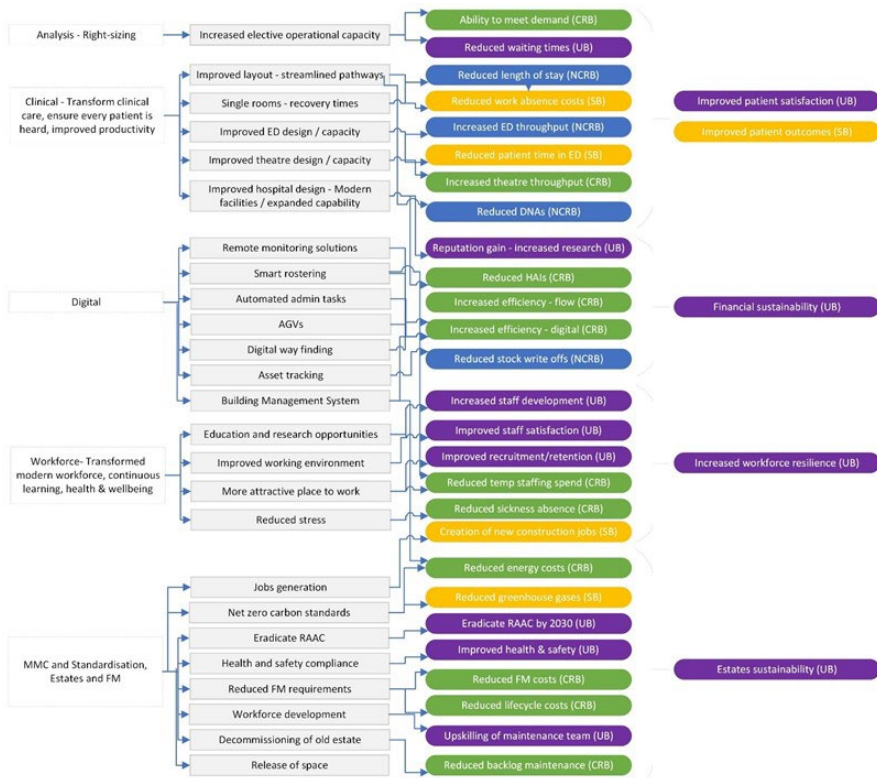 Analysis - Right-sizing
Increased elective operational capacity
Ability to meet demand (CRB)
Reduced waiting times (UB)
Clinical - Transform clinical
care, ensure every patient is
heard, improved productivity
Improved layout - streamlined pathways
Single rooms - recovery times
Improved ED design / capacity
Improved theatre design / capacity
Improved hospital design - Modern
facilities / expanded capability
Reduced length of stay (NCRB)
Reduced work absence costs (SB)
Increased ED throughput (NCRB)
Reduced patient time in ED (SB)
Increased theatre throughput (CRB)
Reduced DNAs (NCRB)
Improved patient satisfaction (UB)
Improved patient outcomes (SB)
Digital
Remote monitoring solutions
Smart rostering
Automated admin tasks
AGVs
Digital way finding
Asset tracking
Building Management System
Reputation gain - increased research (UB)
Reduced HAIs (CRB)
Increased efficiency - flow (CRB)
Increased efficiency - digital (CRB)
Reduced stock write offs (NCRB)
Financial sustainability (UB)
Workforce- Transformed
modern workforce, continuous
learning, health & wellbeing
Education and research opportunities
Improved working environment
More attractive place to work
Reduced stress
Increased staff development (UB)
Improved staff satisfaction (UB)
Improved recruitment/retention (UB)
Reduced temp staffing spend (CRB)
Reduced sickness absence (CRB)
Increased workforce resilience (UB)
MMC and Standardisation,
Estates and FM
Jobs generation
Net zero carbon standards
Eradicate RAAC
Health and safety compliance
Reduced FM requirements
Workforce development
Decommissioning of old estate
Release of space
Creation of new construction jobs (SB)
Reduced energy costs (CRB)
Reduced greenhouse gases (SB)
Eradicate RAAC by 2030 (UB)
Improved health & safety (UB)
Reduced FM costs (CRB)
Reduced lifecycle costs (CRB)
Upskilling of maintenance team (UB)
Reduced backlog maintenance (CRB)
Estates sustainability (UB)